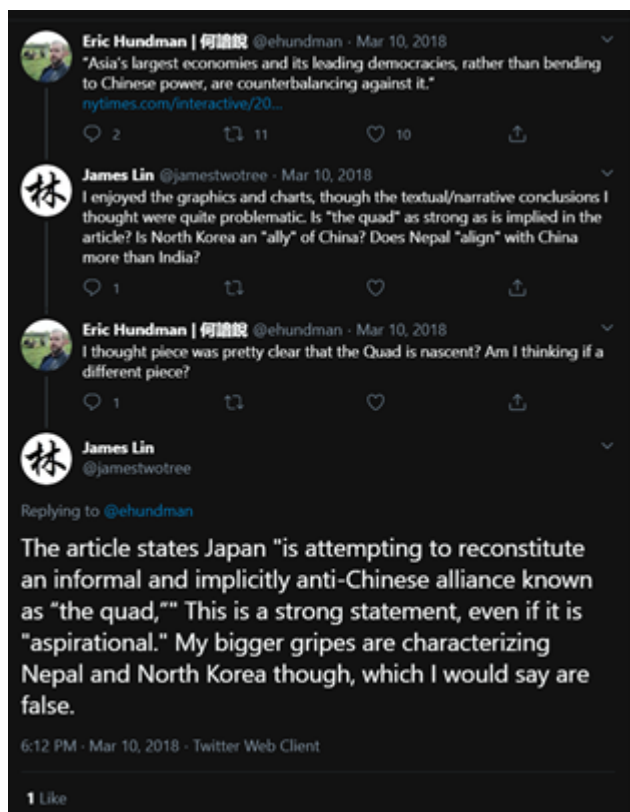 Eric Hundman | 何諳銳 @ehundman · Mar 10, 2018
"Asia's largest economies and its leading democracies, rather than bending
to Chinese power, are counterbalancing against it."
nytimes.com/interactive/20...
2 11 10
林
James Lin @jamestwotree · Mar 10, 2018
I enjoyed the graphics and charts, though the textual/narrative conclusions I
thought were quite problematic. Is "the quad" as strong as is implied in the
article? Is North Korea an "ally" of China? Does Nepal "align" with China
more than India?
1
Eric Hundman | 何諳銳 @ehundman · Mar 10, 2018
I thought piece was pretty clear that the Quad is nascent? Am I thinking if a
different piece?
1
林
James Lin
@jamestwotree
Replying to @ehundman
The article states Japan "is attempting to reconstitute
an informal and implicitly anti-Chinese alliance known
as “the quad,”" This is a strong statement, even if it is
"aspirational." My bigger gripes are characterizing
Nepal and North Korea though, which I would say are
false.
6:12 PM · Mar 10, 2018 · Twitter Web Client
1 Like